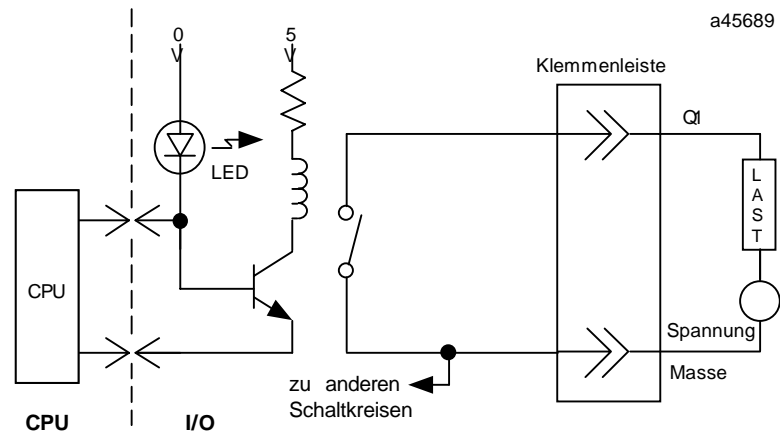 a45689
0
V
5
V
Klemmenleiste
Q1
LED
L
A
S
T
CPU
Spannung
Masse
zu anderen
Schaltkreisen
CPU
I/O